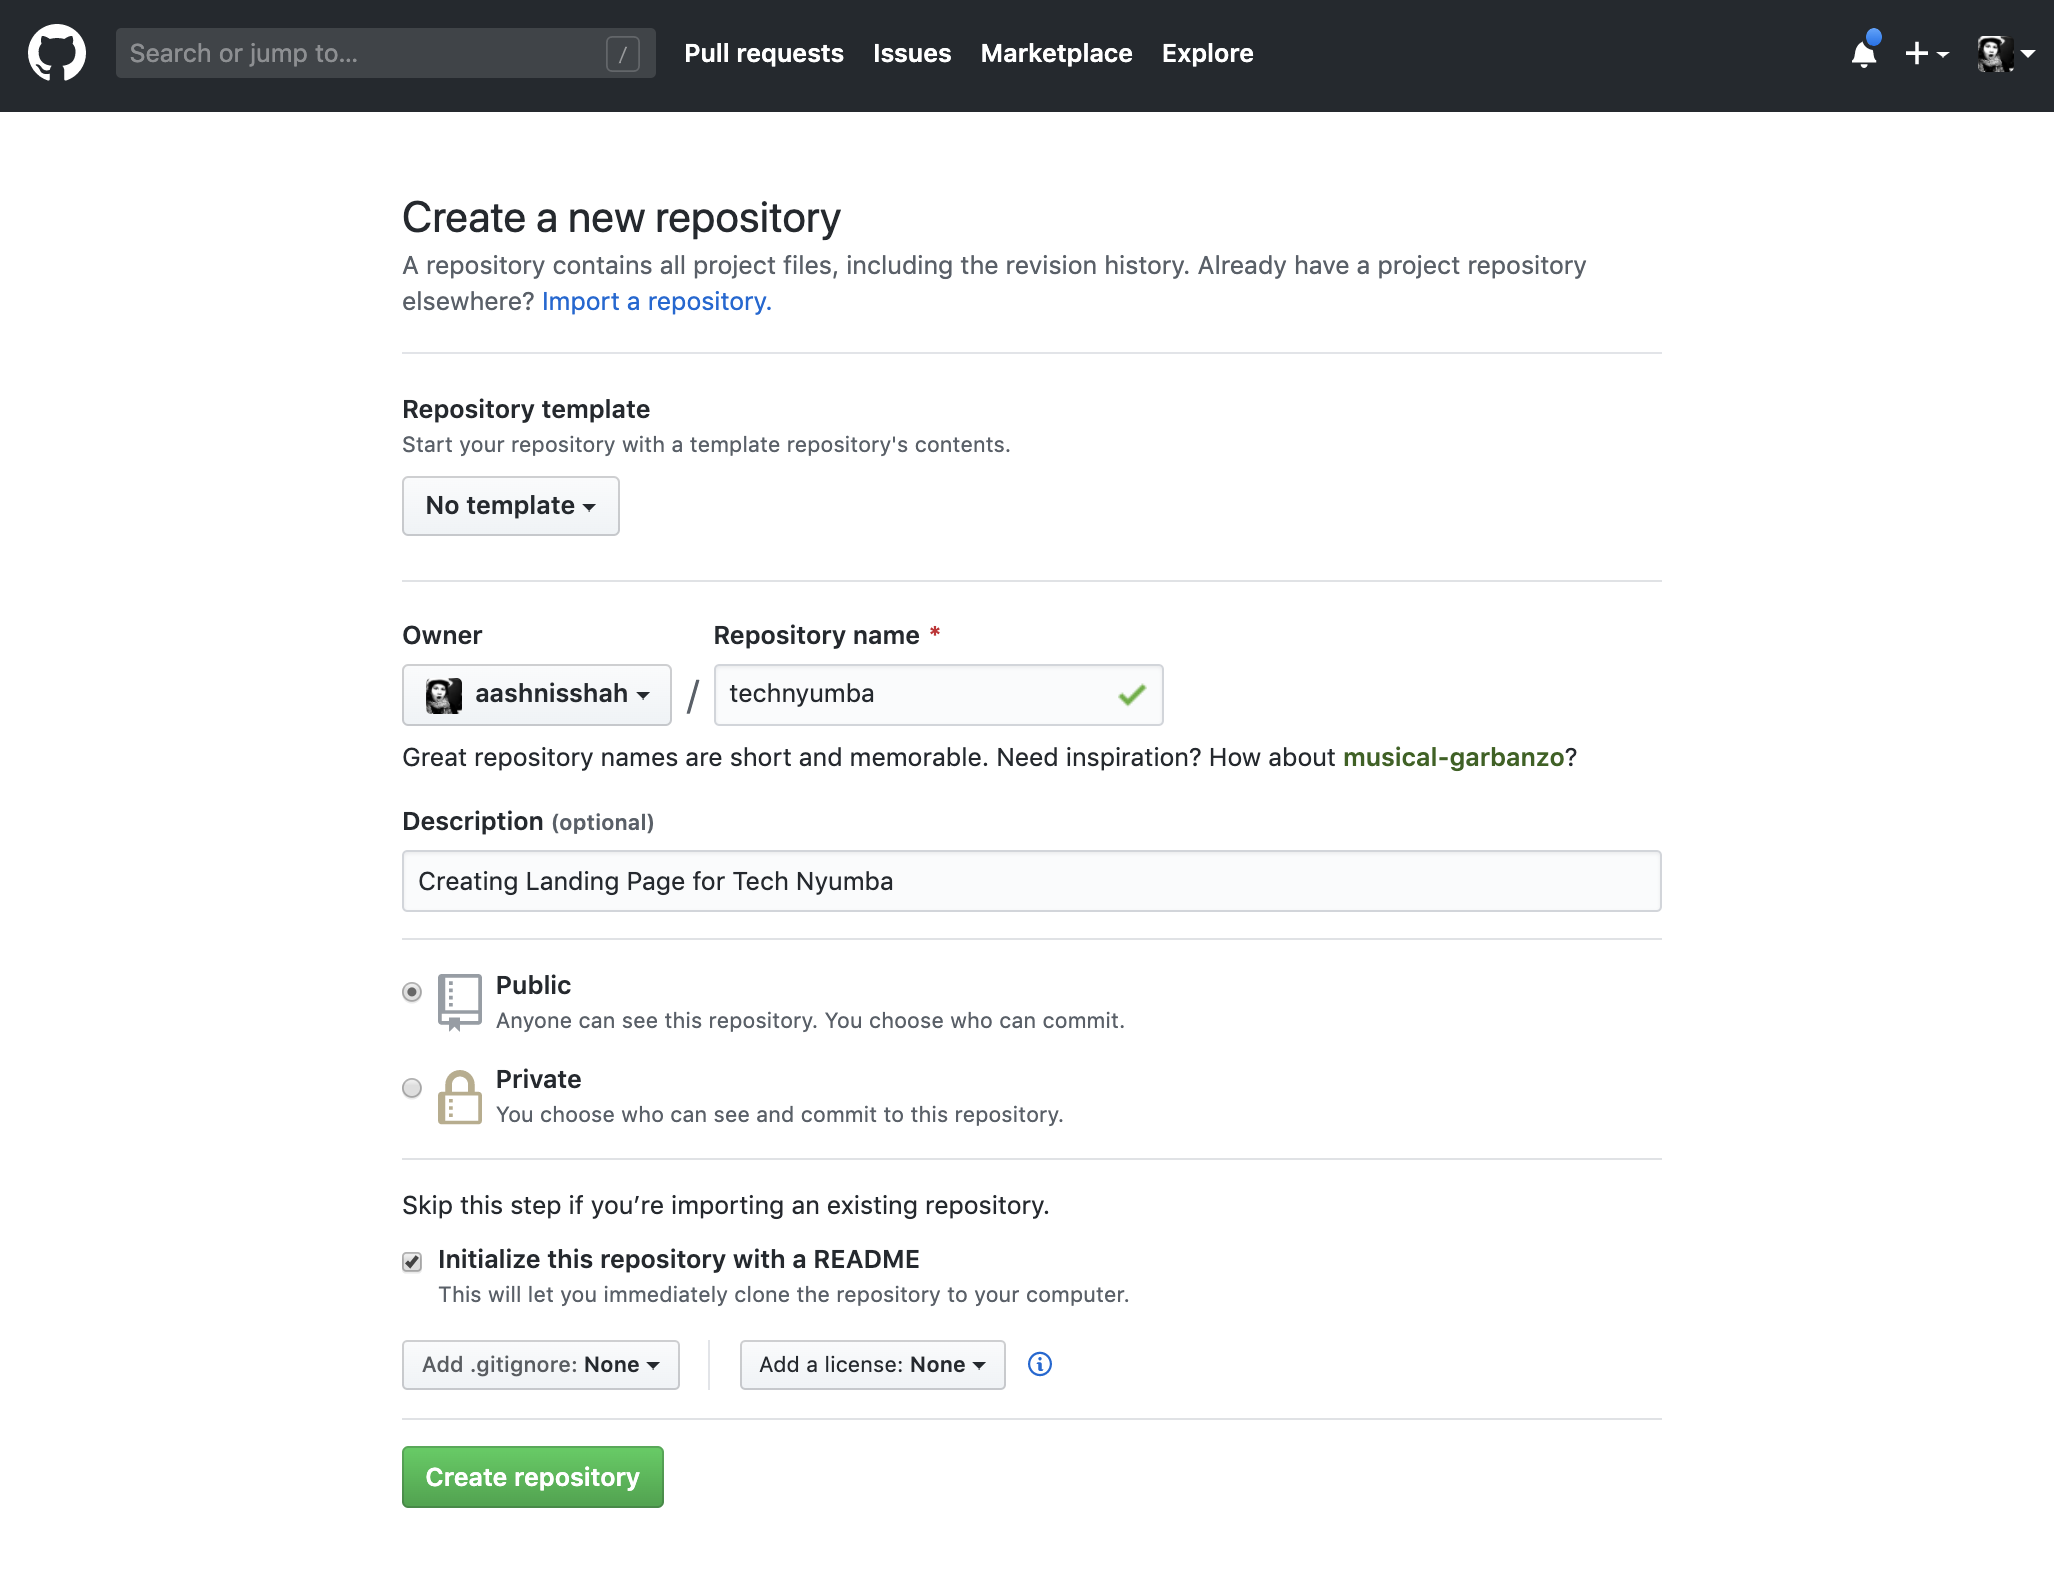 Search or jump to... /
Pull requests Issues Marketplace Explore
Create a new repository
A repository contains all project files, including the revision history. Already have a project repository
elsewhere? Import a repository.
Repository template
Start your repository with a template repository's contents.
No template
Owner Repository name *
aashnisshah / technyumba
Great repository names are short and memorable. Need inspiration? How about musical-garbanzo?
Description (optional)
Creating Landing Page for Tech Nyumba
Public
Anyone can see this repository. You choose who can commit.
Private
You choose who can see and commit to this repository.
Skip this step if you’re importing an existing repository.
Initialize this repository with a README
This will let you immediately clone the repository to your computer.
Add .gitignore: None Add a license: None
Create repository